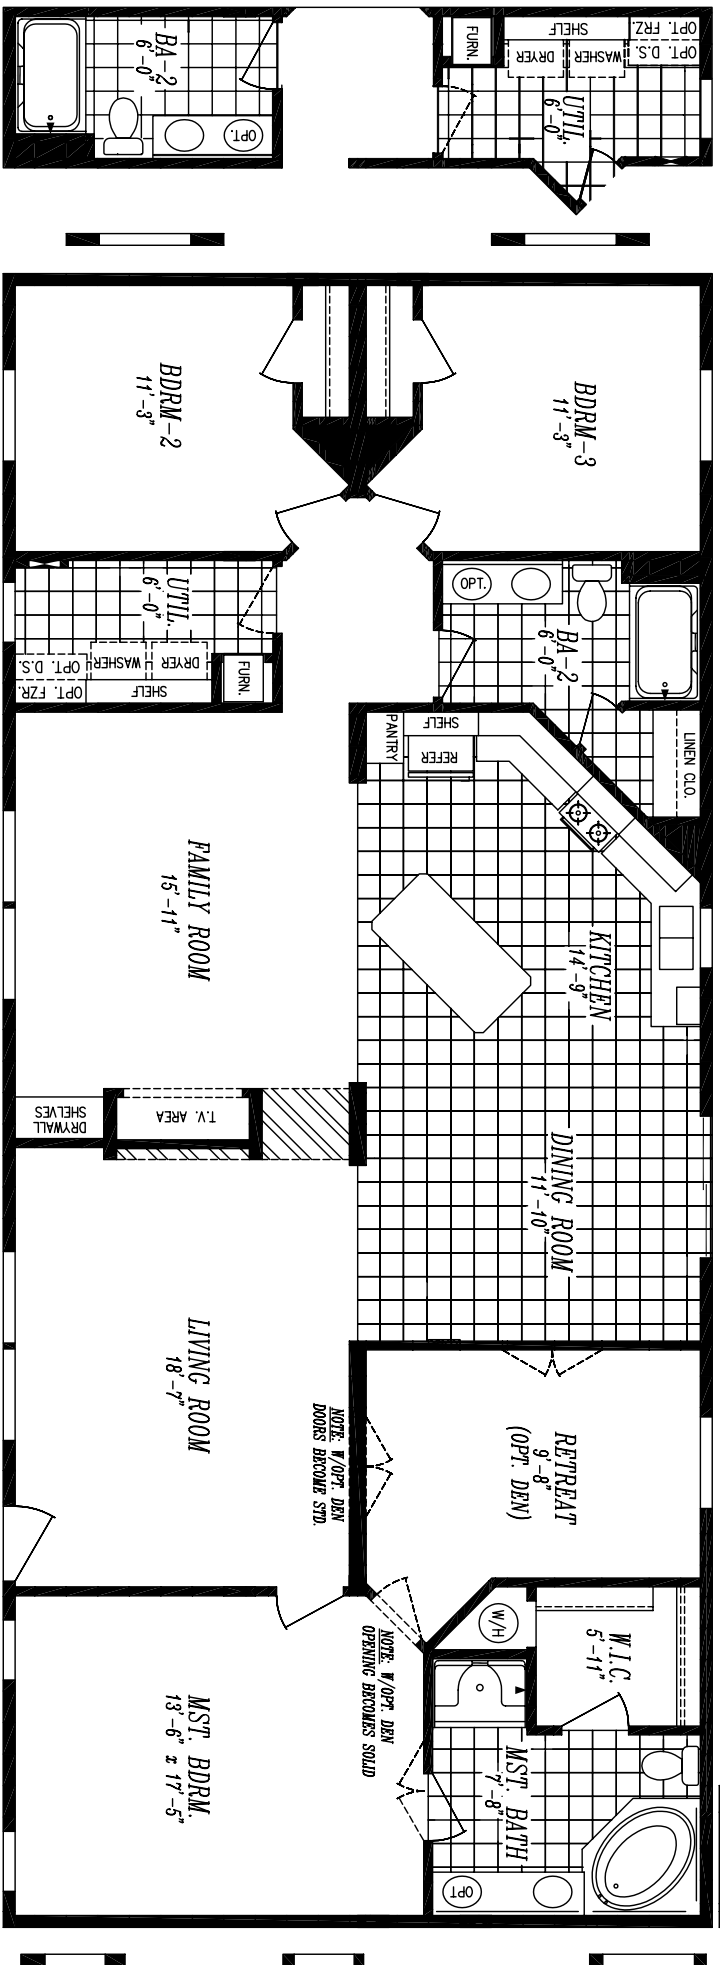 BA-2
6'-0"
OPT.
FURN.
SHELF
DRYER
WASHER
OPT. FRZ.
OPT. D.S.
UTIL.
6'-0"
BDRM-2
11'-3"
BDRM-3
11'-3"
UTIL.
6'-0"
OPT. D.S.
WASHER
DRYER
OPT. FZR.
SHELF
FURN.
OPT.
BA-2
6'-0"
LINEN CLO.
PANTRY
SHELF
REFER
FAMILY ROOM
15'-11"
KITCHEN
14'-9"
DRYWALL
SHELVES
T.V. AREA
DINING ROOM
11'-10"
LIVING ROOM
18'-7"
NOTE: W/OPT. DEN
DOORS BECOME STD.
RETREAT
9'-8"
(OPT. DEN)
W/H
W.I.C.
5'-11"
NOTE: W/OPT. DEN
OPENING BECOMES SOLID
MST. BDRM.
13'-6" x 17'-5"
MST. BATH
7'-8"
OPT